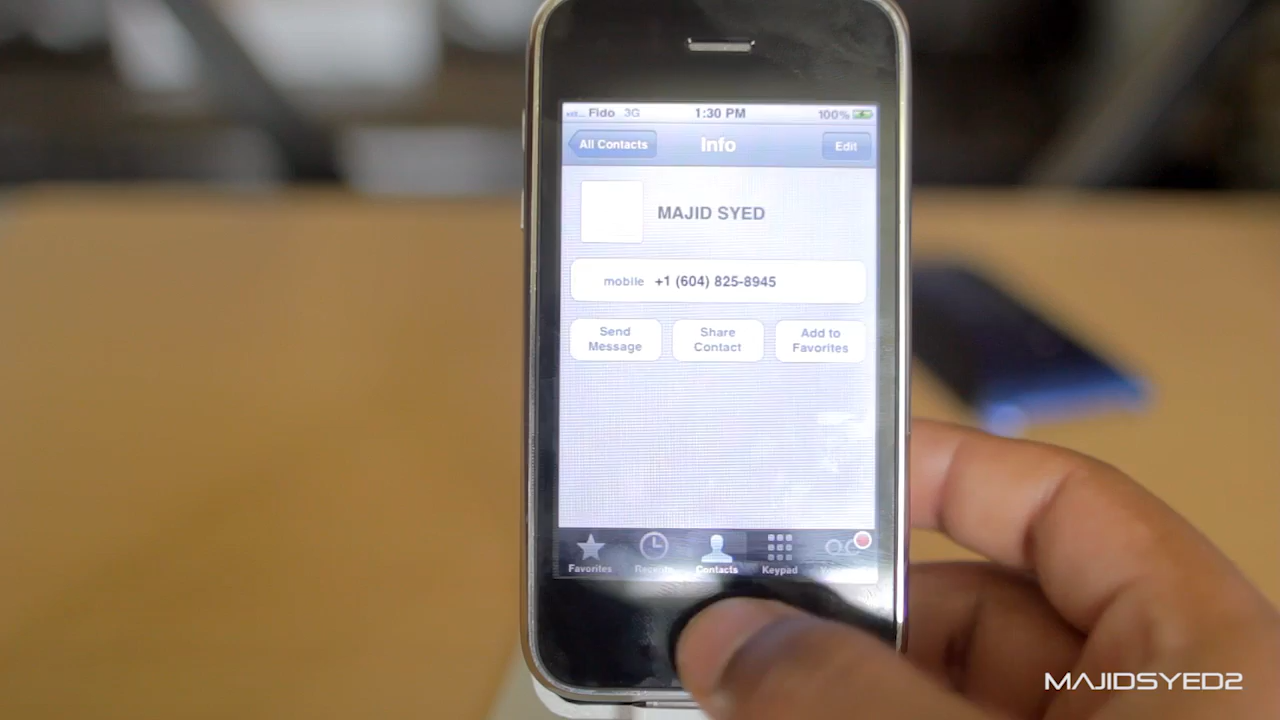 Fido 3G 1:30 PM 100%
All Contacts Info Edit
MAJID SYED
mobile +1 (604) 825-8945
Send Message
Share Contact
Add to Favorites
Favorites Recents Contacts Keypad
MAJIDSYED2